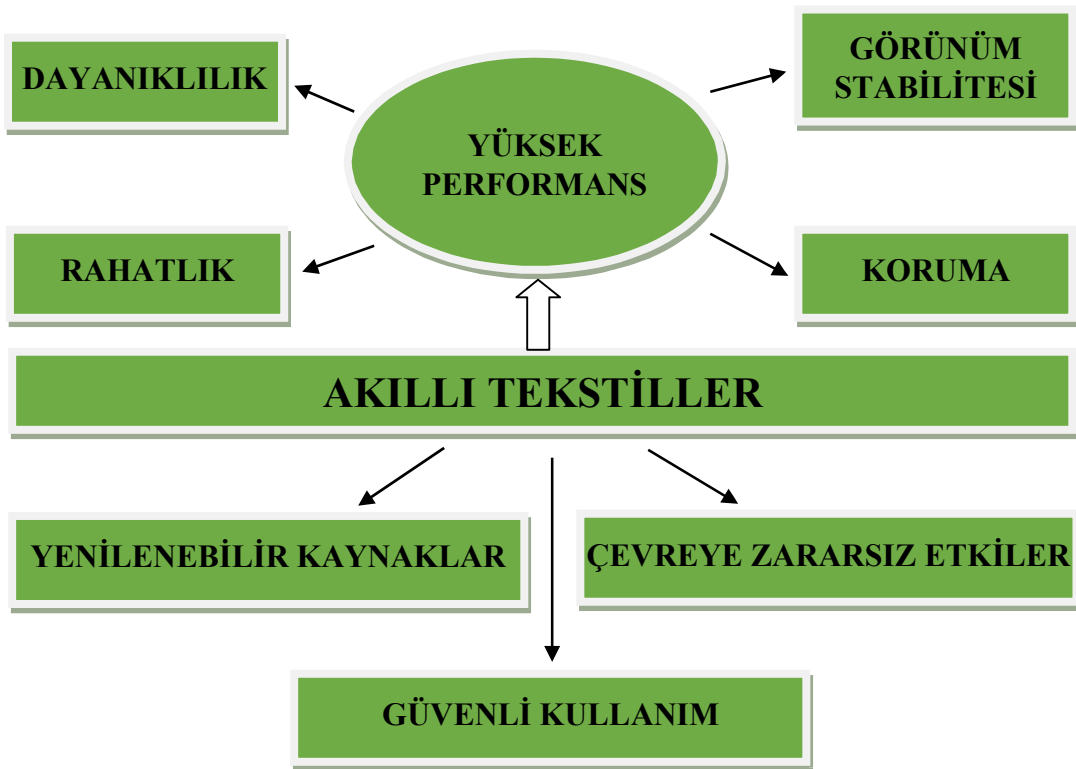 DAYANIKLILIK
YÜKSEK
PERFORMANS
GÖRÜNÜM
STABİLİTESİ
RAHATLIK
KORUMA
AKILLI TEKSTİLLER
YENİLENEBİLİR KAYNAKLAR
ÇEVREYE ZARARSIZ ETKİLER
GÜVENLİ KULLANIM